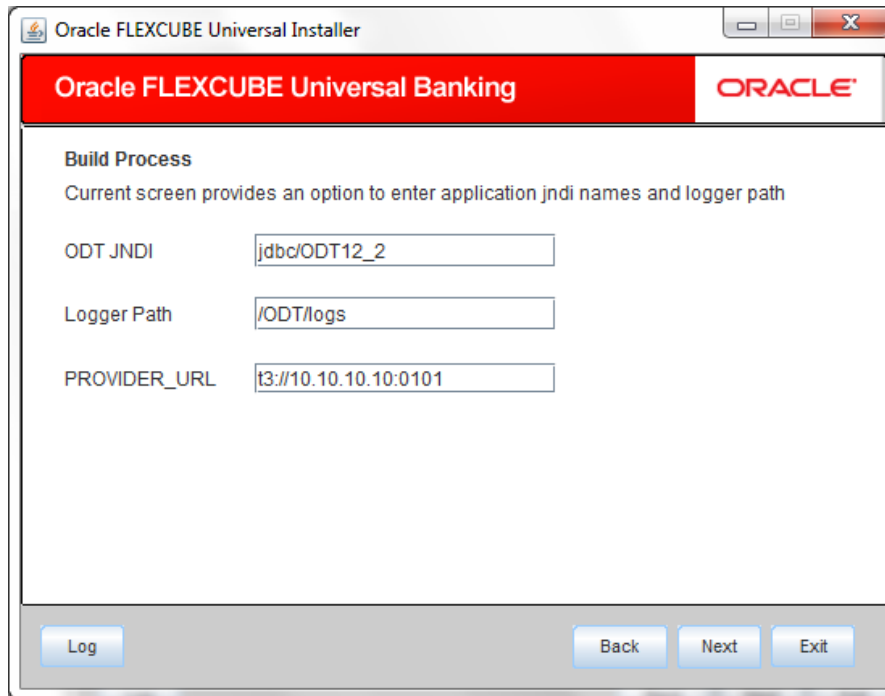 Oracle FLEXCUBE Universal Installer
Oracle FLEXCUBE Universal Banking
ORACLE
Build Process
Current screen provides an option to enter application jndi names and logger path
ODT JNDI jdbc/ODT12_2
Logger Path /ODT/logs
PROVIDER_URL t3://10.10.10.10:0101
Log Back Next Exit